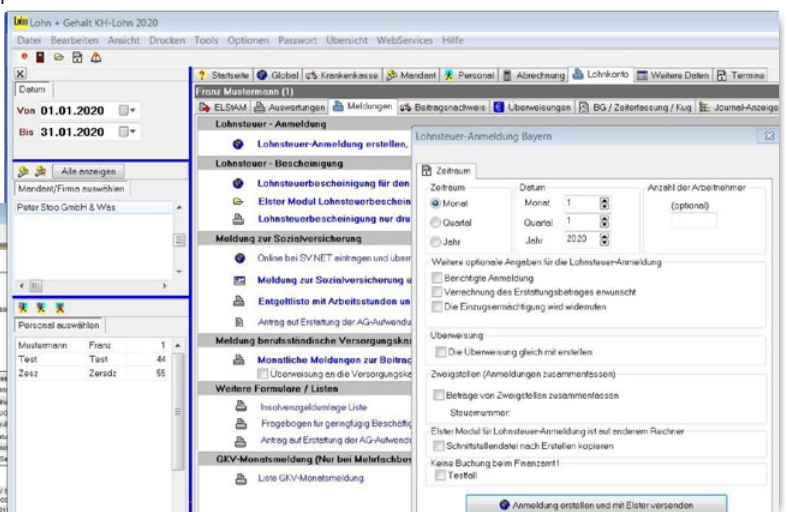 Lohn + Gehalt KH-Lohn 2020
Datei Bearbeiten Ansicht Drucken Tools Optionen Passwort Übersicht WebServices Hilfe
Startseite Global Krankenkasse Mandant Personal Abrechnung Lohnkonto Weitere Daten Termine
Datum
Von 01.01.2020
Bis 31.01.2020
Alle anzeigen
Mandant/Firma auswählen
Peter Stoo GmbH & Was
Personal auswählen
Mustermann Franz 1
Test Test 44
Zesz Zersdz 55
Franz Mustermann (1)
ELStAM Auswertungen Meldungen Beitragsnachweis Überweisungen BG / Zeiterfassung / Kug Journal-Anzeige
Lohnsteuer - Anmeldung
Lohnsteuer-Anmeldung erstellen,
Lohnsteuer - Bescheinigung
Lohnsteuerbescheinigung für den
Elster Modul Lohnsteuerbeschein
Lohnsteuerbescheinigung nur dru
Meldung zur Sozialversicherung
Online bei SV.NET eintragen und überm
Meldung zur Sozialversicherung
Entgeltliste mit Arbeitsstunden un
Antrag auf Erstattung der AG-Aufwendu
Meldung berufsständische Versorgungskas
Monatliche Meldungen zur Beitrag
Überweisung an die Versorgungska
Weitere Formulare / Listen
Insolvenzgeldumlage Liste
Fragebogen für geringfügig Beschäftig
Antrag auf Erstattung der AG-Aufwendu
GKV-Monatsmeldung (Nur bei Mehrfachbes
Liste GKV-Monatsmeldung
Lohnsteuer-Anmeldung Bayern
Zeitraum
Zeitraum Datum Anzahl der Arbeitnehmer
Monat Monat 1 (optional)
Quartal Quartal 1
Jahr Jahr 2020
Weitere optionale Angaben für die Lohnsteuer-Anmeldung
Berichtigte Anmeldung
Verrechnung des Erstattungsbetrages erwünscht
Die Einzugsermächtigung wird widerrufen
Überweisung
Die Überweisung gleich mit erstellen
Zweigstellen (Anmeldungen zusammenfassen)
Beträge von Zweigstellen zusammenfassen
Steuernummer:
Elster Modul für Lohnsteuer-Anmeldung ist auf anderem Rechner
Schnittstellendatei nach Erstellen kopieren
Keine Buchung beim Finanzamt!
Testfall
Anmeldung erstellen und mit Elster versenden